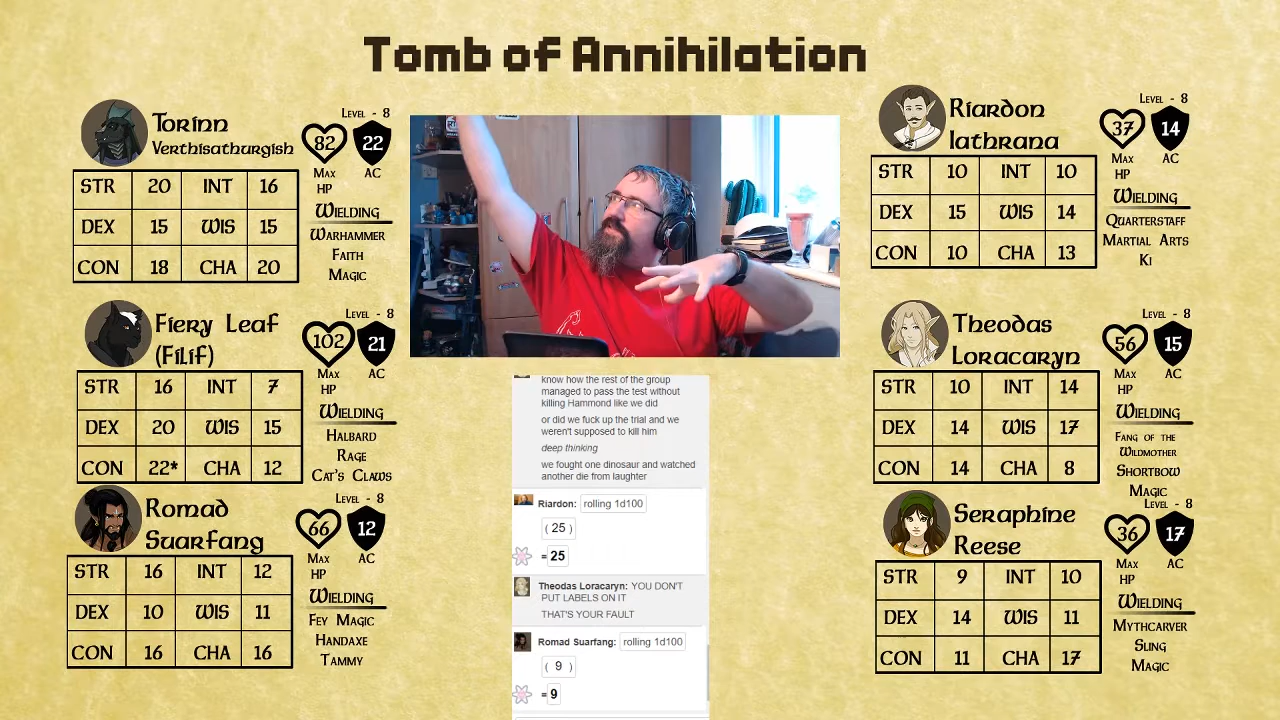 Tomb of Annihilation
Torinn
Verthisathurgish
Level - 8
82
22
Max HP
AC
STR 20 INT 16
DEX 15 WIS 15
CON 18 CHA 20
Wielding
Warhammer
Faith
Magic
Fiery Leaf
(Filif)
Level - 8
102
21
Max HP
AC
STR 16 INT 7
DEX 20 WIS 15
CON 22* CHA 12
Wielding
Halbard
Rage
Cat's Claws
Romad
Suarfang
Level - 8
66
12
Max HP
AC
STR 16 INT 12
DEX 10 WIS 11
CON 16 CHA 16
Wielding
Fey Magic
Handaxe
Tammy
know how the rest of the group
managed to pass the test without
killing Hammond like we did
or did we fuck up the trial and we
weren't supposed to kill him
deep thinking
we fought one dinosaur and watched
another die from laughter
Riardon: rolling 1d100
( 25 )
=25
Theodas Loracaryn: YOU DON'T
PUT LABELS ON IT
THAT'S YOUR FAULT
Romad Suarfang: rolling 1d100
( 9 )
=9
Riardon
Iathrana
Level - 8
37
14
Max HP
AC
STR 10 INT 10
DEX 15 WIS 14
CON 10 CHA 13
Wielding
Quarterstaff
Martial Arts
Ki
Theodas
Loracaryn
Level - 8
56
15
Max HP
AC
STR 10 INT 14
DEX 14 WIS 17
CON 14 CHA 8
Wielding
Fang of the
Wildmother
Shortbow
Magic
Seraphine
Reese
Level - 8
36
17
Max HP
AC
STR 9 INT 10
DEX 14 WIS 11
CON 11 CHA 17
Wielding
Mythcarver
Sling
Magic